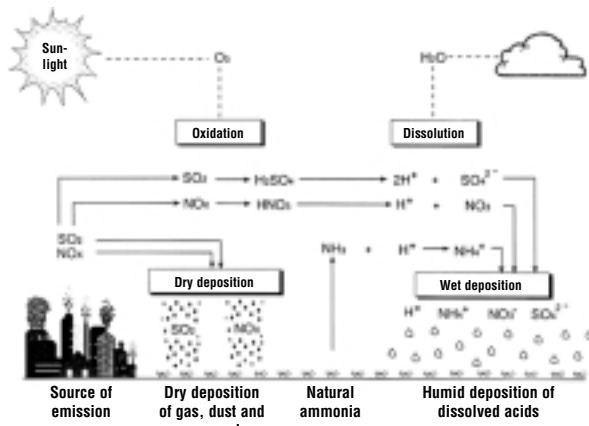 Sun-
light
O₃
H₂O
Oxidation
Dissolution
SO₂ H₂SO₄ 2H⁺ + SO₄²⁻
NOₓ HNO₃ H⁺ + NO₃
SO₂
NOₓ
NH₃ + H⁺ NH₄⁺
Dry deposition
Wet deposition
SO₂ NOₓ
H⁺ NH₄⁺ NO₃⁻ SO₄²⁻
Source of
emission
Dry deposition
of gas, dust and
Natural
ammonia
Humid deposition of
dissolved acids